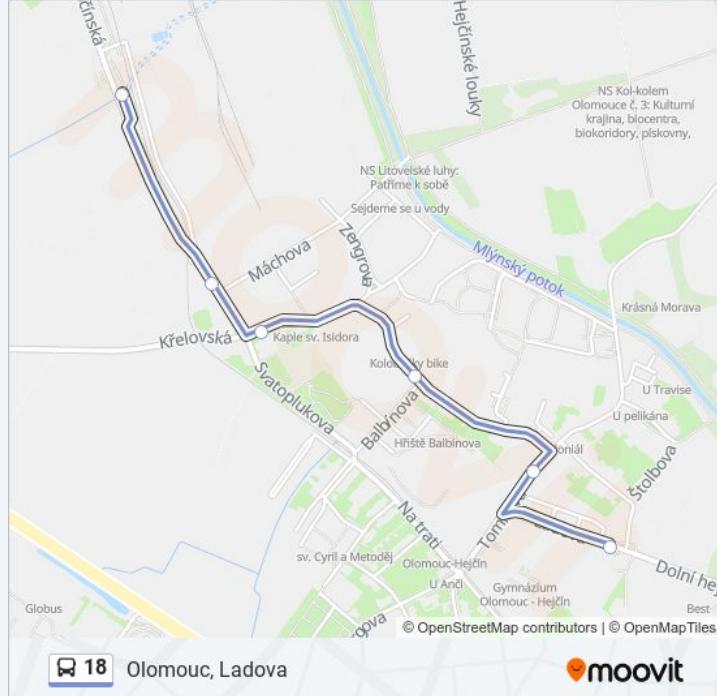 Hejčínské louky
NS Kol-kolem
Olomouce č. 3: Kulturní
krajina, biocentra,
biokoridory, pískovny,
NS Litovelské luhy:
Patříme k sobě
Sejdeme se u vody
Zengrova
Máchova
Mlýnský potok
Krásná Morava
Křelovská
Kaple sv. Isidora
Svatoplukova
U Travise
U pelikána
Balbínova
Hřiště Balbínova
Štolbova
Na trati
sv. Cyril a Metoděj
Olomouc-Hejčín
U Anči
Gymnázium
Olomouc - Hejčín
Dolní hej
Best
Globus
© OpenStreetMap contributors | © OpenMapTiles
18 Olomouc, Ladova
moovit